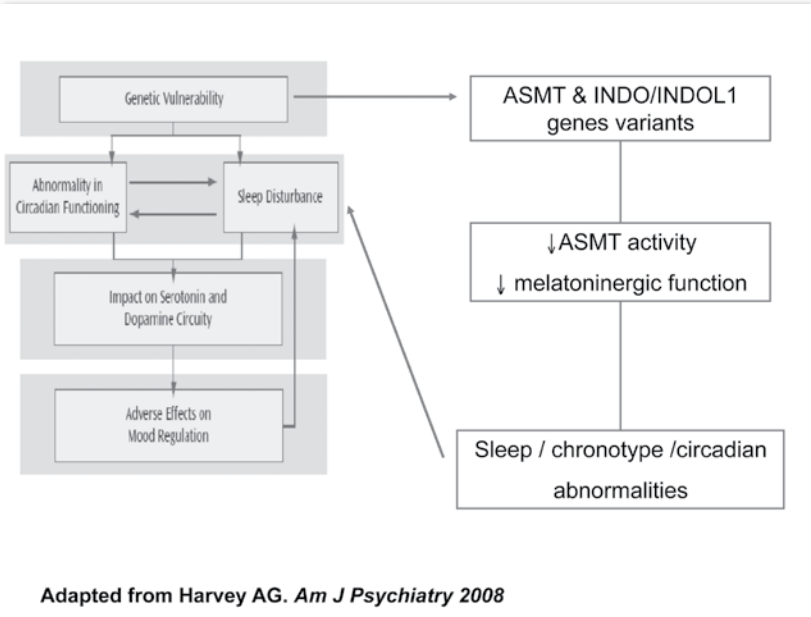 Genetic Vulnerability
ASMT & INDO/INDOL1
genes variants
Abnormality in
Circadian Functioning
Sleep Disturbance
↓ASMT activity
↓ melatoninergic function
Impact on Serotonin and
Dopamine Circuity
Adverse Effects on
Mood Regulation
Sleep / chronotype /circadian
abnormalities
Adapted from Harvey AG. Am J Psychiatry 2008